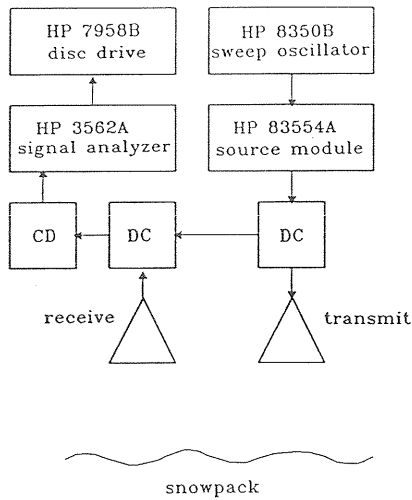 HP 7958B
disc drive
HP 8350B
sweep oscillator
HP 3562A
signal analyzer
HP 83554A
source module
CD
DC
DC
receive
transmit
snowpack